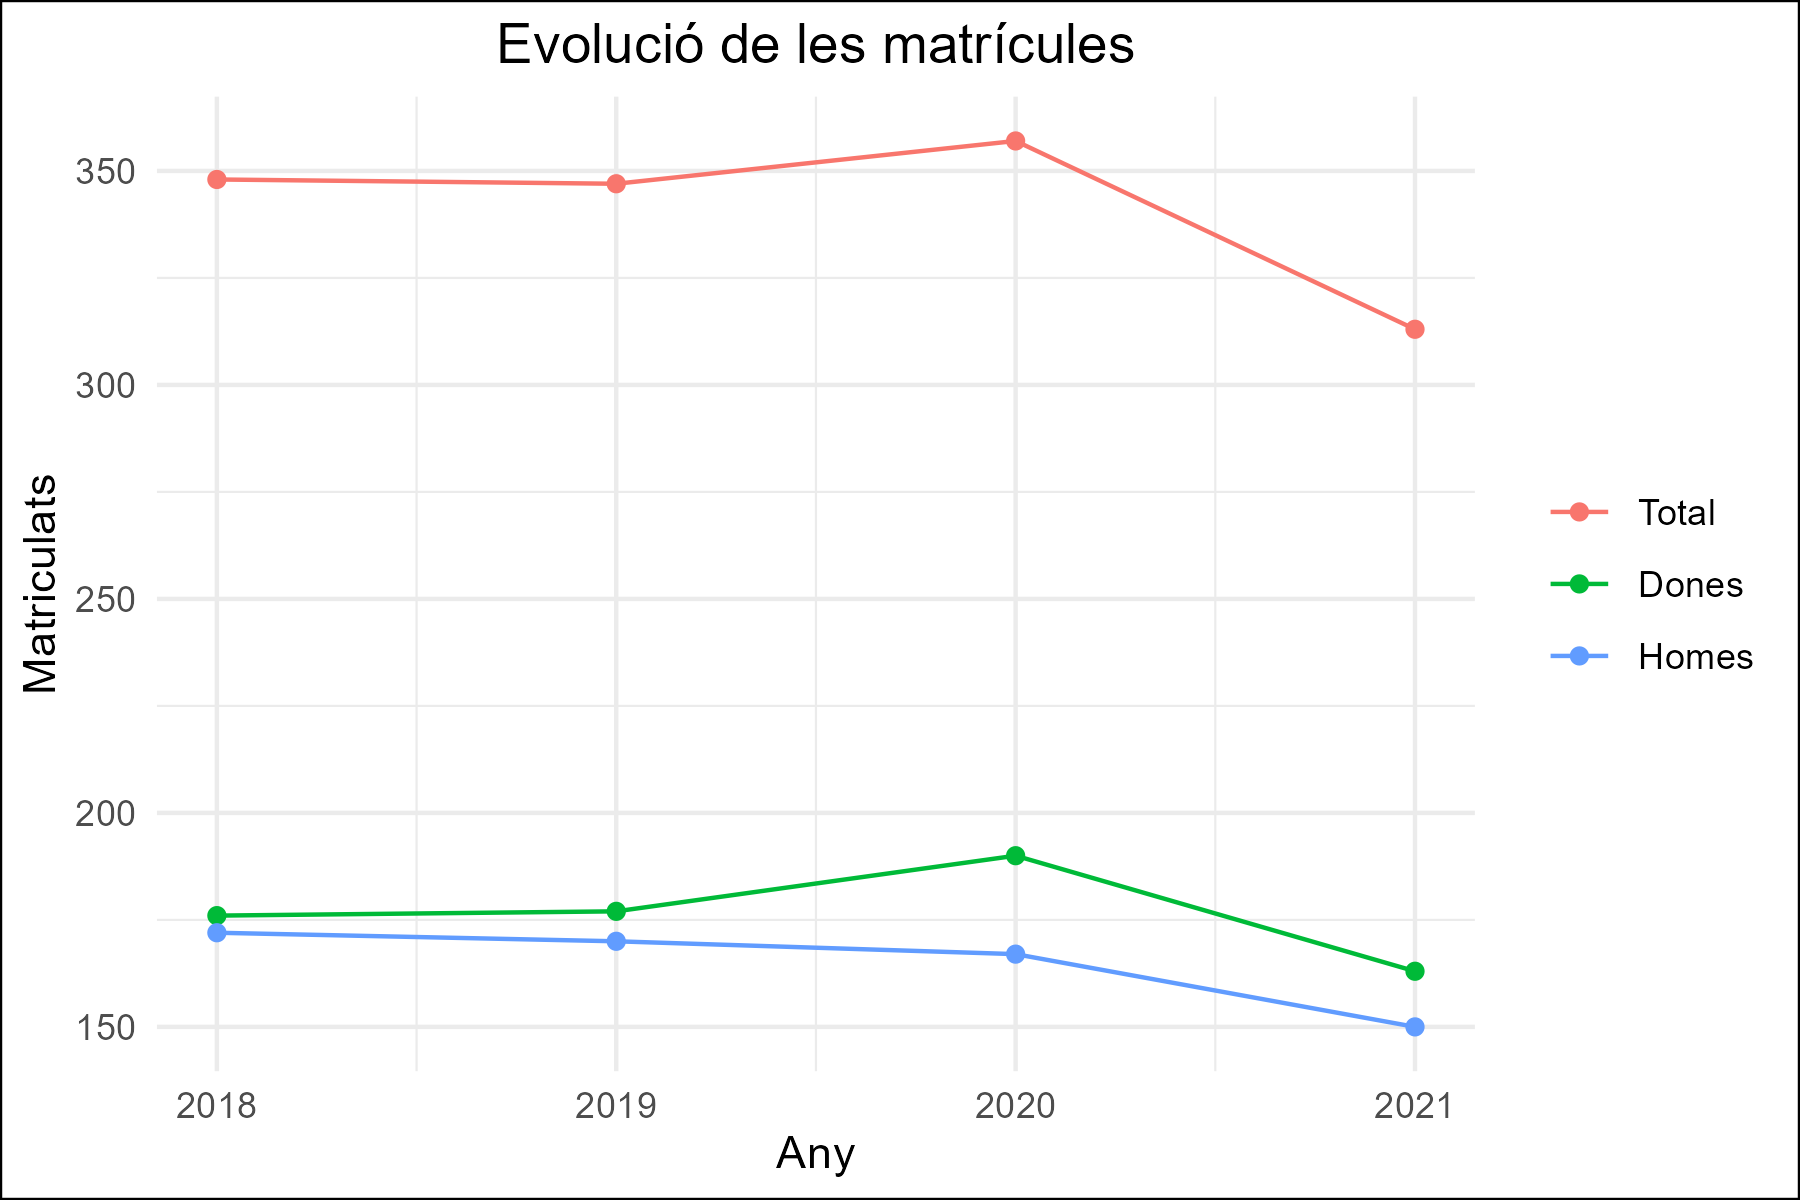 Evolució de les matrícules
Matriculats
350
300
250
200
150
2018 2019 2020 2021
Any
Total
Dones
Homes